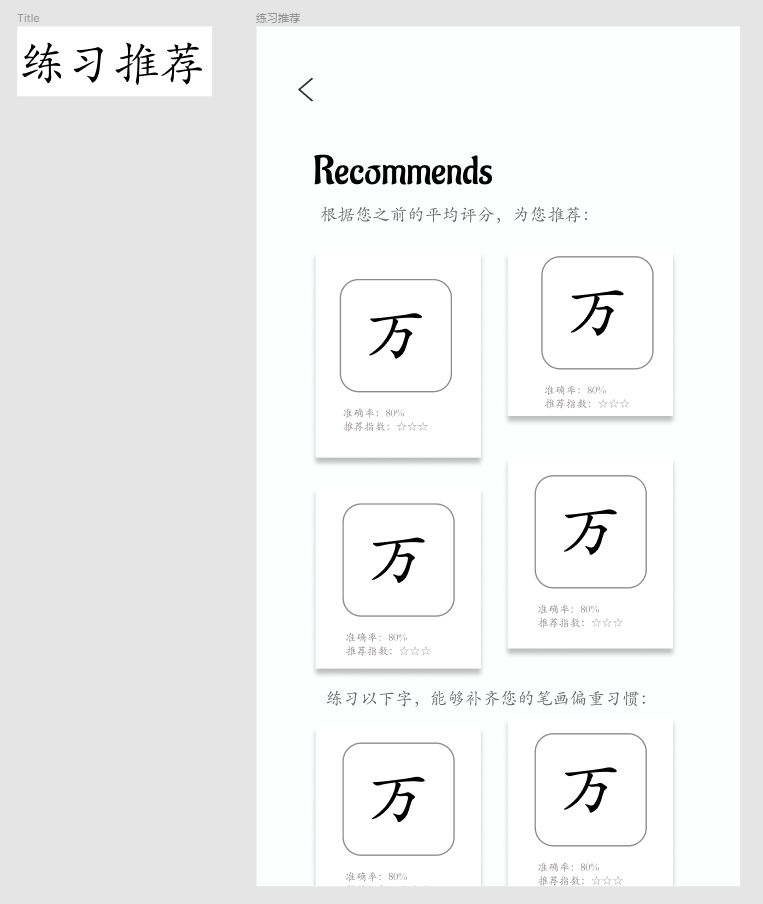 Title
练习推荐
练习推荐
Recommends
根据您之前的平均评分，为您推荐：
万
准确率：80%
推荐指数：☆☆☆
万
准确率：80%
推荐指数：☆☆☆
万
准确率：80%
推荐指数：☆☆☆
万
准确率：80%
推荐指数：☆☆☆
练习以下字，能够补齐您的笔画偏重习惯：
万
准确率：80%
万
准确率：80%
推荐指数：☆☆☆